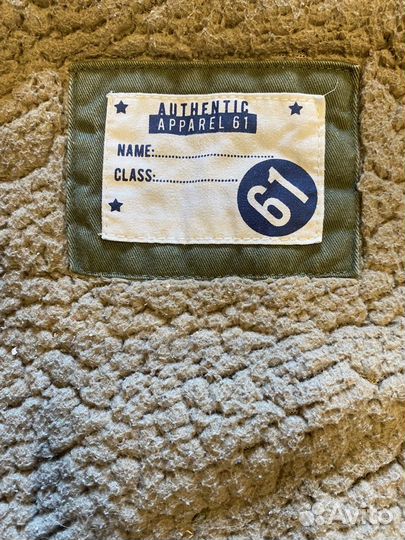 AUTHENTIC
APPAREL 61
NAME:
CLASS:
61
Avito